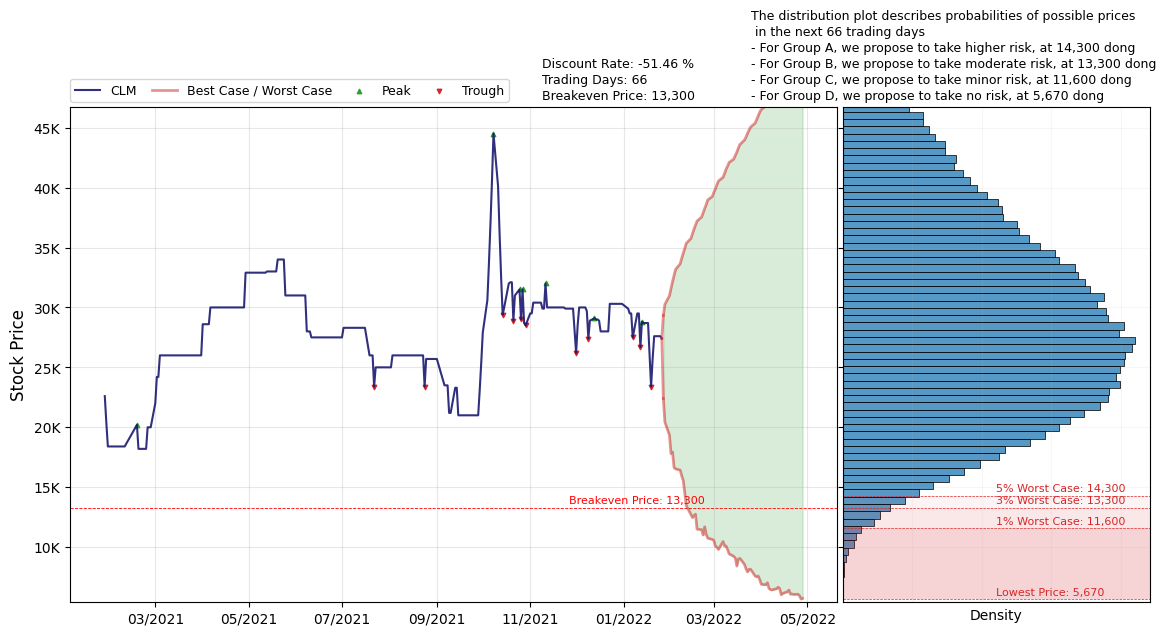 The distribution plot describes probabilities of possible prices
in the next 66 trading days
- For Group A, we propose to take higher risk, at 14,300 dong
- For Group B, we propose to take moderate risk, at 13,300 dong
- For Group C, we propose to take minor risk, at 11,600 dong
- For Group D, we propose to take no risk, at 5,670 dong
Discount Rate: -51.46 %
Trading Days: 66
Breakeven Price: 13,300
CLM
Best Case / Worst Case
Peak
Trough
Stock Price
45K
40K
35K
30K
25K
20K
15K
10K
Breakeven Price: 13,300
03/2021
05/2021
07/2021
09/2021
11/2021
01/2022
03/2022
05/2022
5% Worst Case: 14,300
3% Worst Case: 13,300
1% Worst Case: 11,600
Lowest Price: 5,670
Density